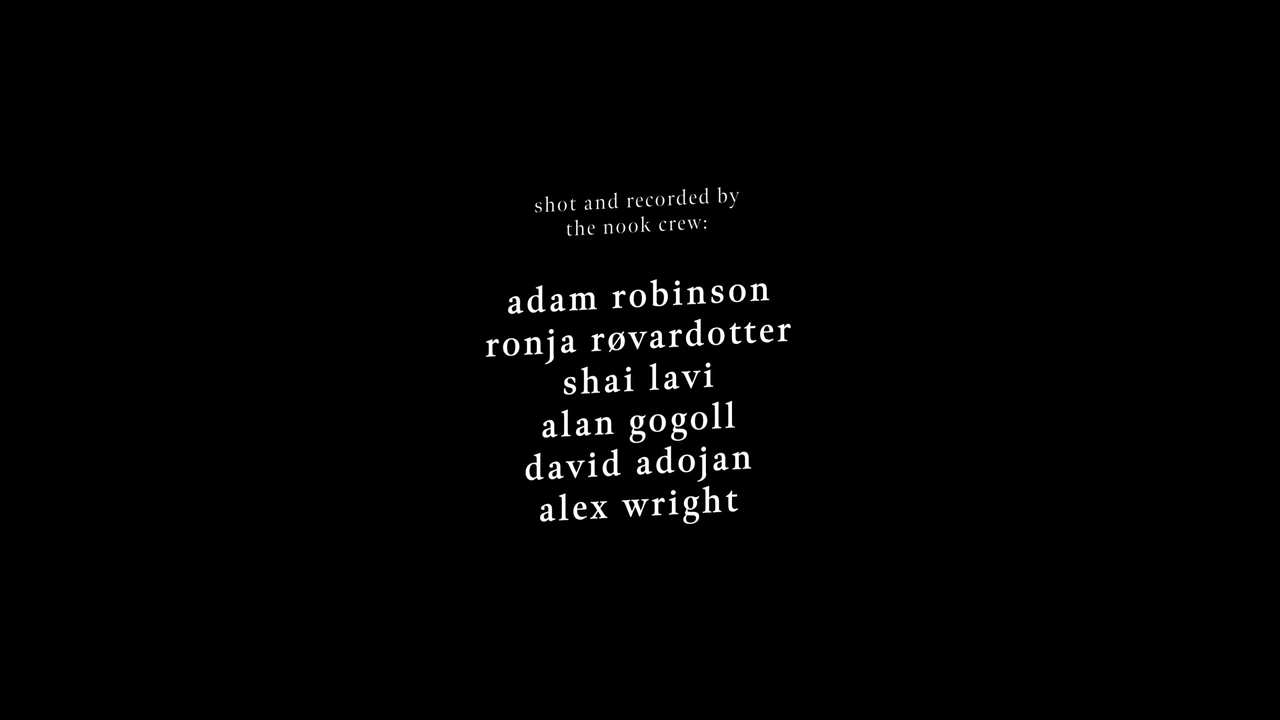 shot and recorded by
the nook crew:
adam robinson
ronja røvardotter
shai lavi
alan gogoll
david adojan
alex wright